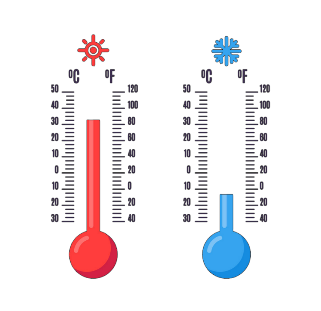 °C °F °C °F
50 120 50 120
40 100 40 100
30 80 30 80
20 60 20 60
10 40 10 40
0 20 0 20
10 0 10 0
20 20 20 20
30 40 30 40